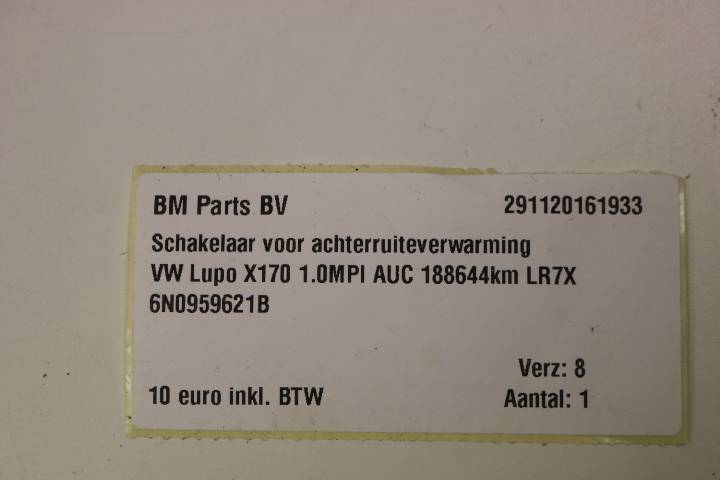 BM Parts BV 291120161933
Schakelaar voor achterruiteverwarming
VW Lupo X170 1.0MPI AUC 188644km LR7X
6N0959621B
Verz: 8
10 euro inkl. BTW Aantal: 1